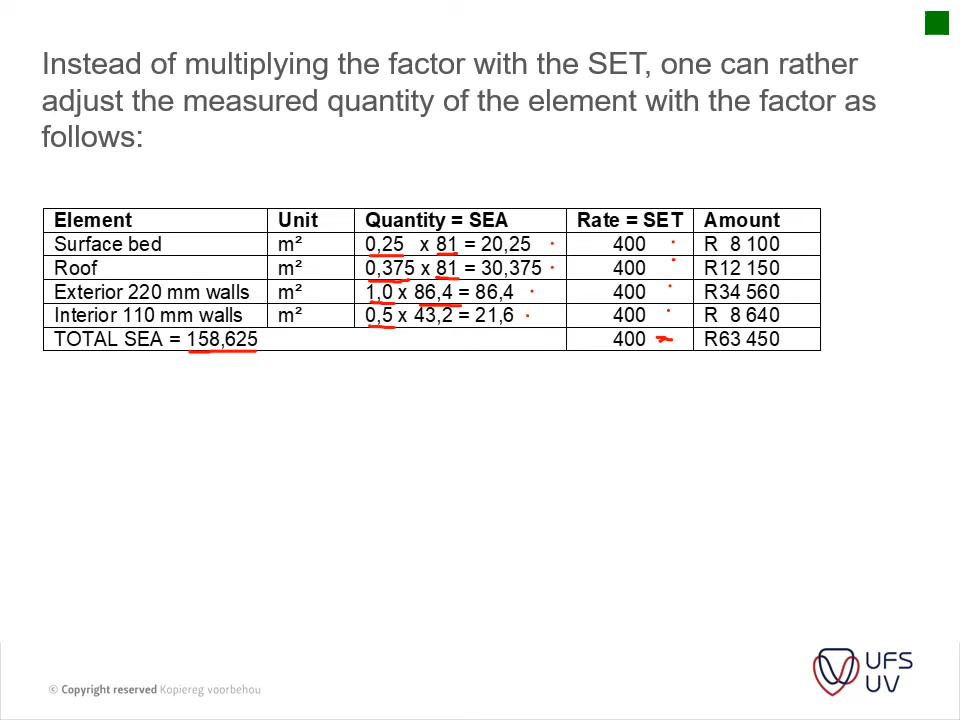 Instead of multiplying the factor with the SET, one can rather
adjust the measured quantity of the element with the factor as
follows:
Element Unit Quantity = SEA Rate = SET Amount
Surface bed m² 0,25 x 81 = 20,25 400 R 8 100
Roof m² 0,375 x 81 = 30,375 400 R12 150
Exterior 220 mm walls m² 1,0 x 86,4 = 86,4 400 R34 560
Interior 110 mm walls m² 0,5 x 43,2 = 21,6 400 R 8 640
TOTAL SEA = 158,625 400 R63 450
© Copyright reserved Kopiereg voorbehou
UFS
UV